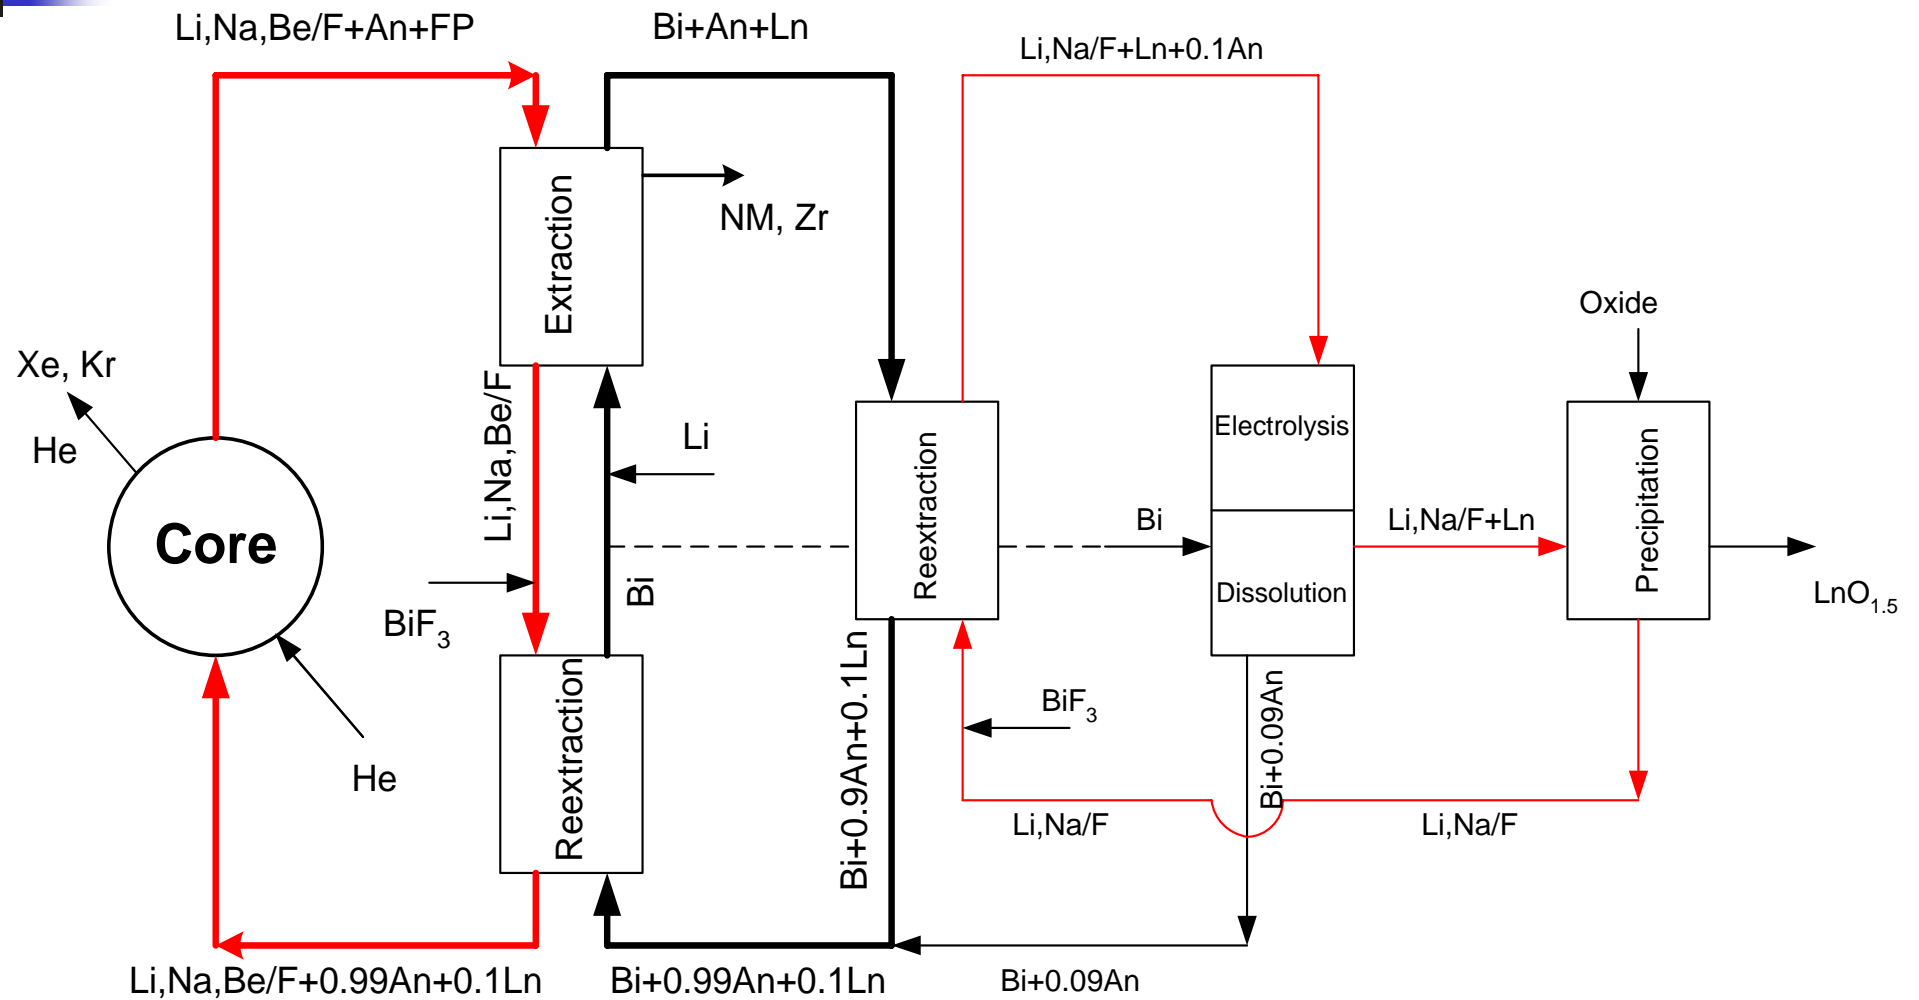 Li,Na,Be/F+An+FP
Bi+An+Ln
Li,Na/F+Ln+0.1An
Extraction
NM, Zr
Oxide
Xe, Kr
He
Core
Li,Na,Be/F
Li
Bi
BiF3
Reextraction
Bi
Electrolysis
Dissolution
Li,Na/F+Ln
Precipitation
LnO1.5
He
Reextraction
Bi+0.9An+0.1Ln
BiF3
Bi+0.09An
Li,Na/F
Li,Na/F
Li,Na,Be/F+0.99An+0.1Ln
Bi+0.99An+0.1Ln
Bi+0.09An